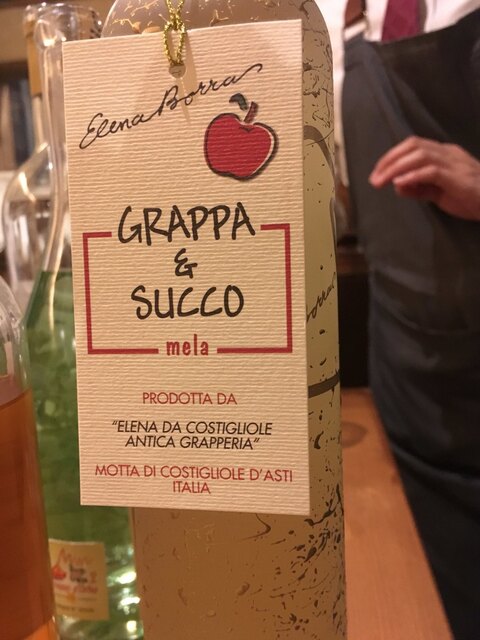 Elena Borra
GRAPPA
&
SUCCO
mela
PRODOTTA DA
"ELENA DA COSTIGLIOLE
ANTICA GRAPPERIA"
MOTTA DI COSTIGLIOLE D'ASTI
ITALIA